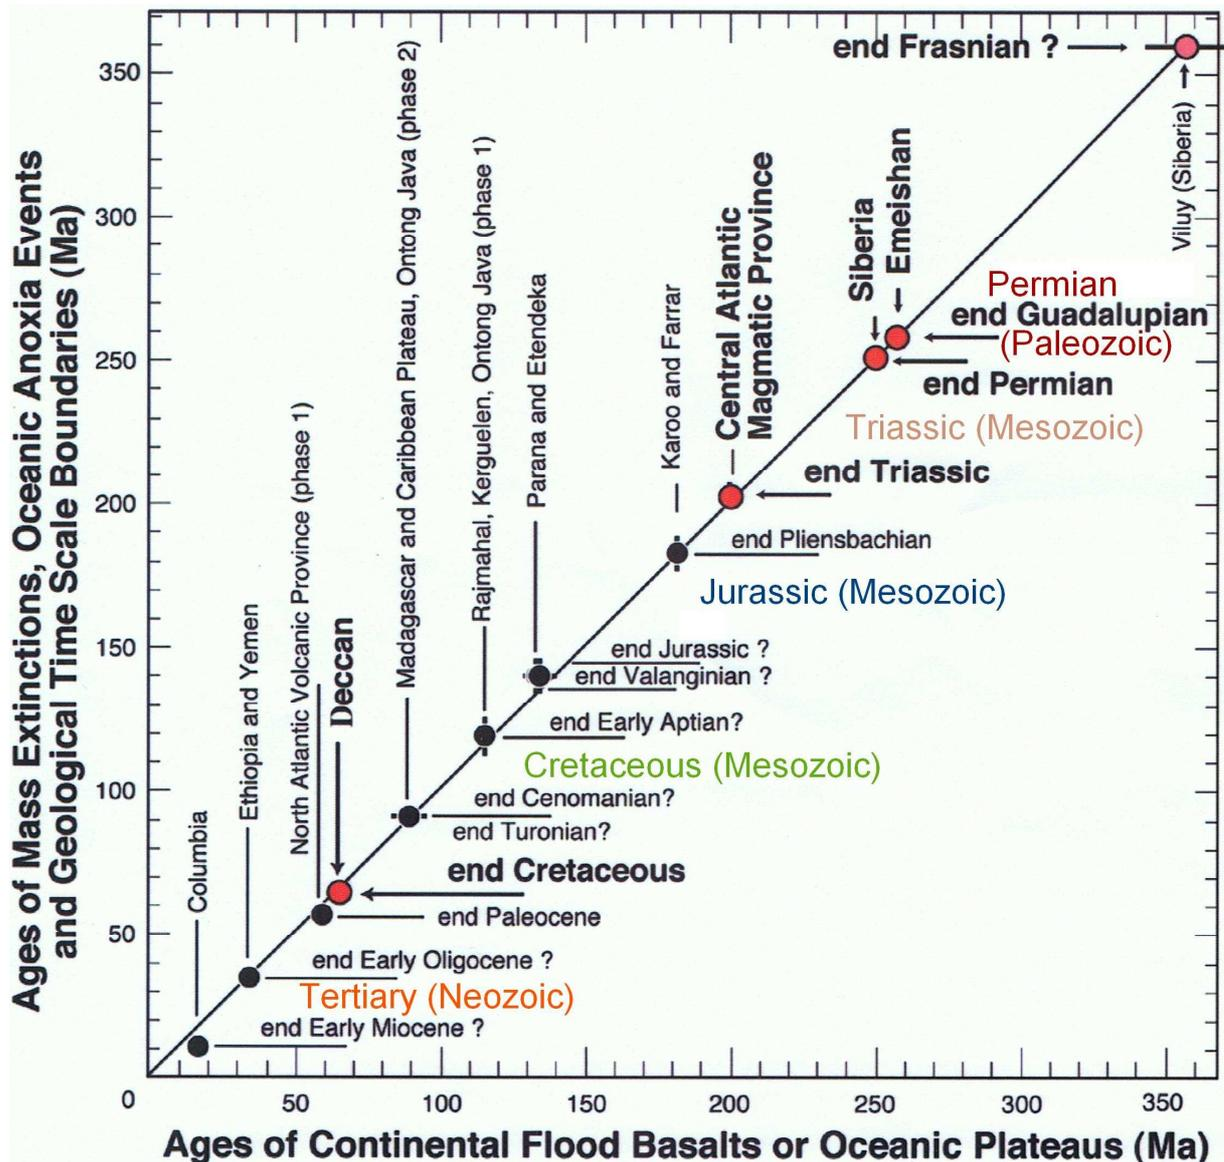 Ages of Mass Extinctions, Oceanic Anoxia Events
and Geological Time Scale Boundaries (Ma)
350
300
250
200
150
100
50
0
50
100
150
200
250
300
350
Ages of Continental Flood Basalts or Oceanic Plateaus (Ma)
Columbia
Ethiopia and Yemen
North Atlantic Volcanic Province (phase 1)
Deccan
Madagascar and Caribbean Plateau, Ontong Java (phase 2)
Rajmahal, Kerguelen, Ontong Java (phase 1)
Parana and Etendeka
Karoo and Farrar
Central Atlantic
Magmatic Province
Siberia
Emeishan
Viluy (Siberia)
end Frasnian ?
Permian
end Guadalupian
(Paleozoic)
end Permian
Triassic (Mesozoic)
end Triassic
end Pliensbachian
Jurassic (Mesozoic)
end Jurassic ?
end Valanginian ?
end Early Aptian?
Cretaceous (Mesozoic)
end Cenomanian?
end Turonian?
end Cretaceous
end Paleocene
end Early Oligocene ?
Tertiary (Neozoic)
end Early Miocene ?